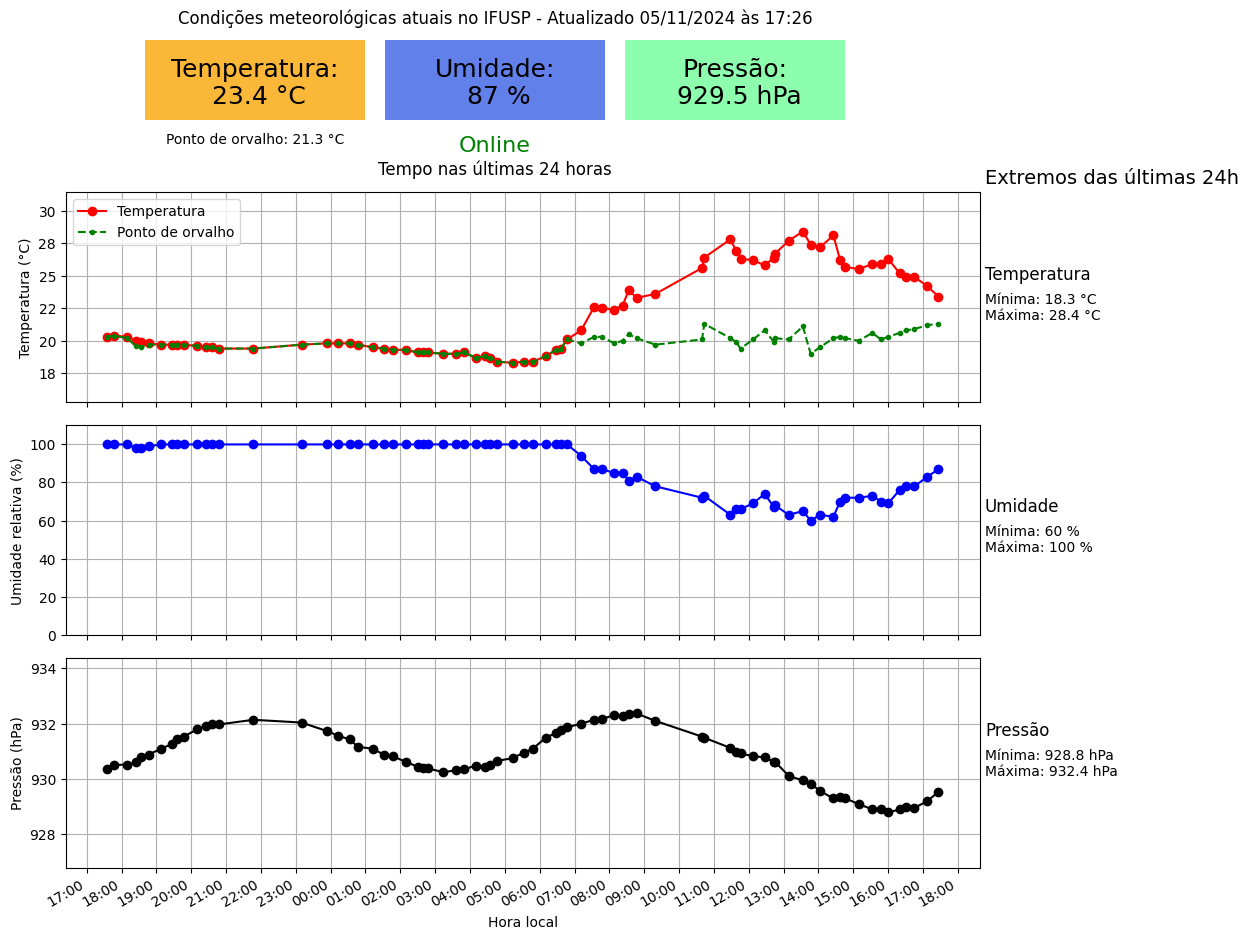 Condições meteorológicas atuais no IFUSP - Atualizado 05/11/2024 às 17:26
Temperatura:
23.4 °C
Umidade:
87 %
Pressão:
929.5 hPa
Ponto de orvalho: 21.3 °C
Online
Tempo nas últimas 24 horas
Extremos das últimas 24h
Temperatura
Ponto de orvalho
Temperatura (°C)
30
28
25
22
20
18
Temperatura
Mínima: 18.3 °C
Máxima: 28.4 °C
Umidade relativa (%)
100
80
60
40
20
0
Umidade
Mínima: 60 %
Máxima: 100 %
Pressão (hPa)
934
932
930
928
Pressão
Mínima: 928.8 hPa
Máxima: 932.4 hPa
17:00 18:00 19:00 20:00 21:00 22:00 23:00 00:00 01:00 02:00 03:00 04:00 05:00 06:00 07:00 08:00 09:00 10:00 11:00 12:00 13:00 14:00 15:00 16:00 17:00 18:00
Hora local